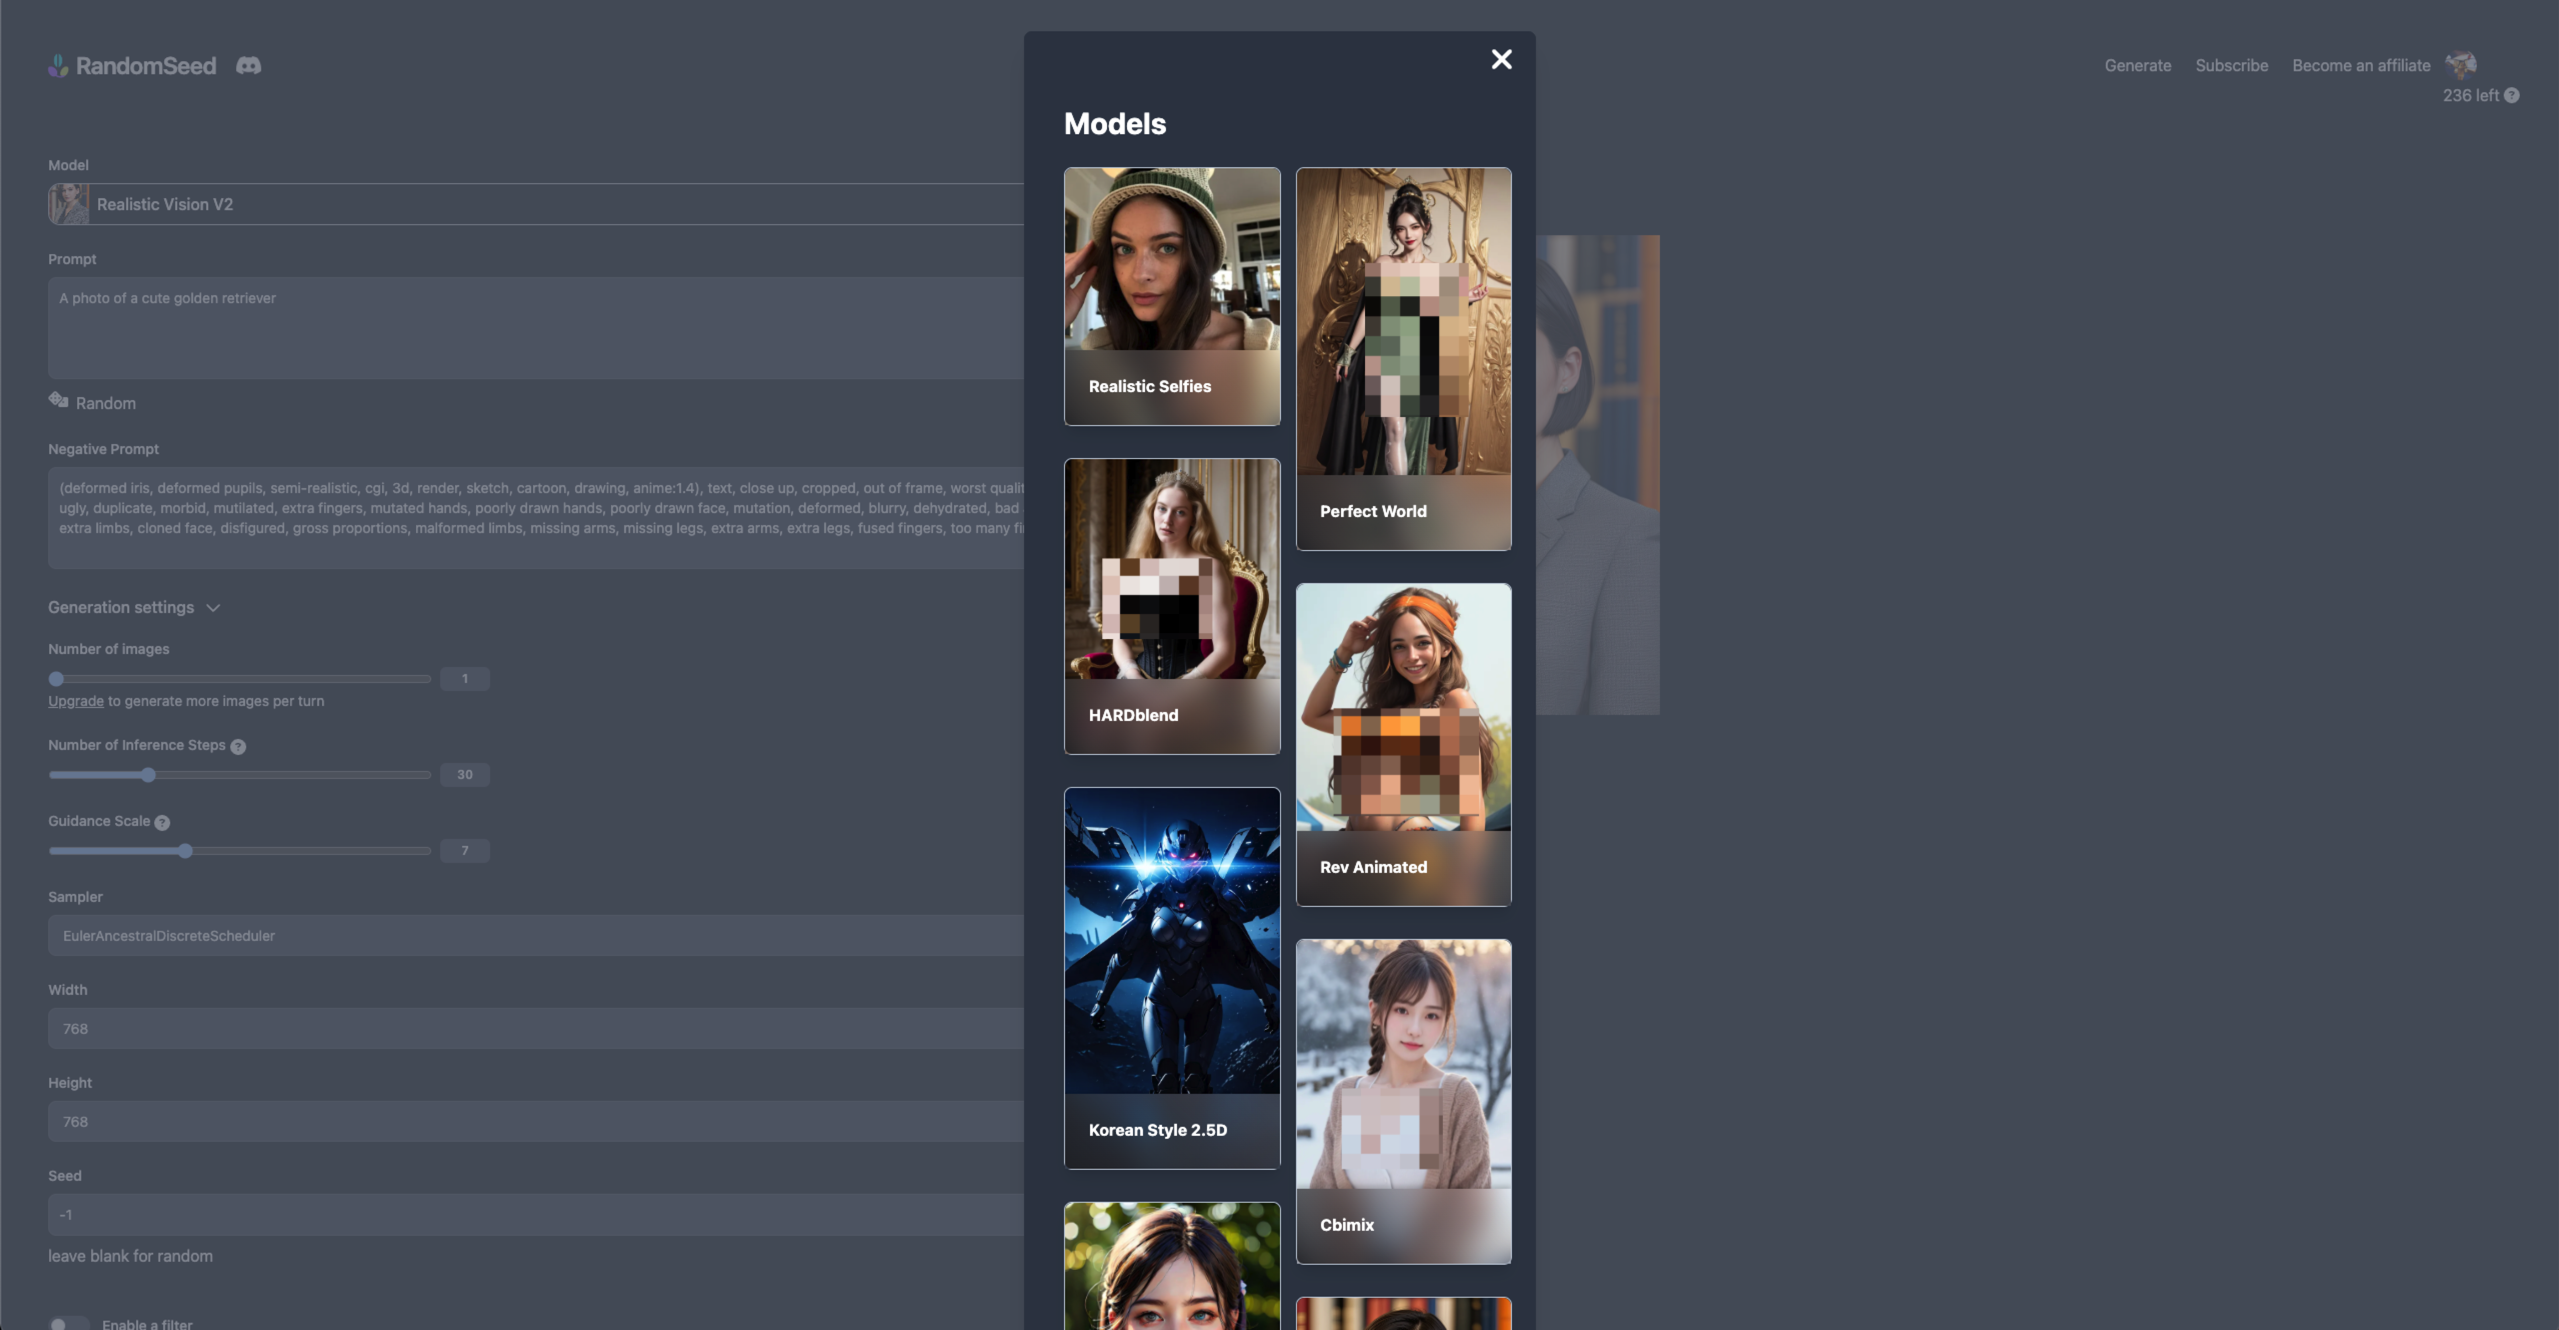 RandomSeed
Generate Subscribe Become an affiliate
236 left ?
Model
Realistic Vision V2
Prompt
A photo of a cute golden retriever
Random
Negative Prompt
(deformed iris, deformed pupils, semi-realistic, cgi, 3d, render, sketch, cartoon, drawing, anime:1.4), text, close up, cropped, out of frame, worst
ugly, duplicate, morbid, mutilated, extra fingers, mutated hands, poorly drawn hands, poorly drawn face, mutation, deformed, blurry, dehydrated, bad
extra limbs, cloned face, disfigured, gross proportions, malformed limbs, missing arms, missing legs, extra arms, extra legs, fused fingers, too many
Generation settings
Number of images
1
Upgrade to generate more images per turn
Number of Inference Steps ?
30
Guidance Scale ?
7
Sampler
EulerAncestralDiscreteScheduler
Width
768
Height
768
Seed
-1
leave blank for random
Enable a filter
Models
Realistic Selfies
Perfect World
HARDblend
Rev Animated
Korean Style 2.5D
Cbimix